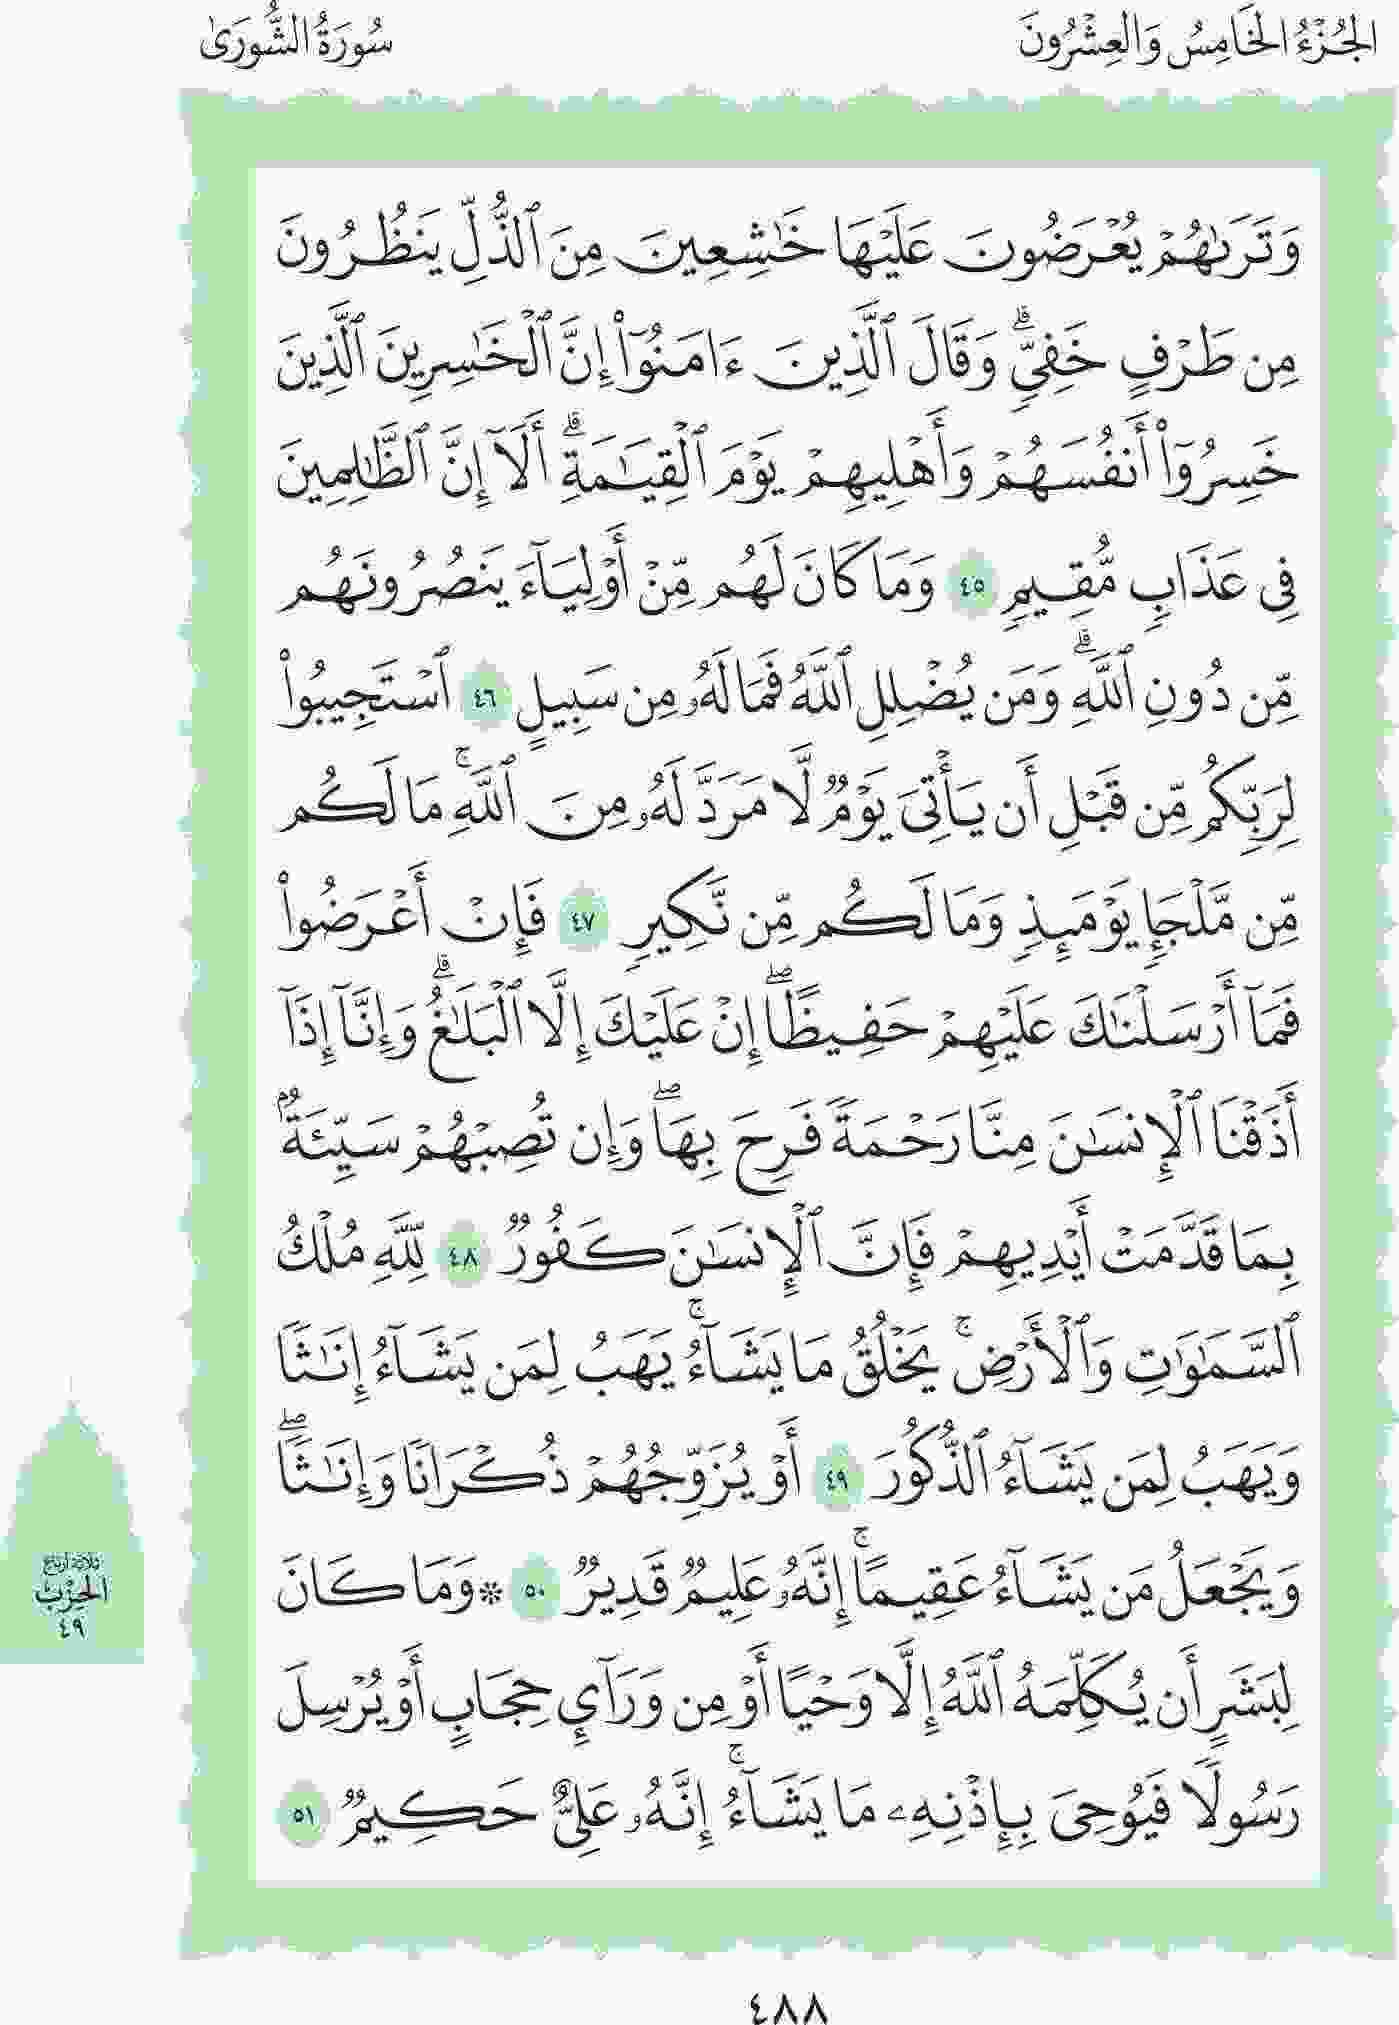 الجُزْءُ الخَامِسُ وَالعِشْرُونَ
سُورَةُ الشُّورَىٰ
وَتَرَىٰهُمْ يُعْرَضُونَ عَلَيْهَا خَٰشِعِينَ مِنَ ٱلذُّلِّ يَنظُرُونَ
مِن طَرْفٍ خَفِيٍّۗ وَقَالَ ٱلَّذِينَ ءَامَنُوٓا۟ إِنَّ ٱلْخَٰسِرِينَ ٱلَّذِينَ
خَسِرُوٓا۟ أَنفُسَهُمْ وَأَهْلِيهِمْ يَوْمَ ٱلْقِيَٰمَةِۗ أَلَآ إِنَّ ٱلظَّٰلِمِينَ
فِى عَذَابٍ مُّقِيمٍ ٤٥ وَمَا كَانَ لَهُم مِّنْ أَوْلِيَآءَ يَنصُرُونَهُم
مِّن دُونِ ٱللَّهِۗ وَمَن يُضْلِلِ ٱللَّهُ فَمَا لَهُۥ مِن سَبِيلٍ ٤٦ ٱسْتَجِيبُوا۟
لِرَبِّكُم مِّن قَبْلِ أَن يَأْتِىَ يَوْمٌ لَّا مَرَدَّ لَهُۥ مِنَ ٱللَّهِۚ مَا لَكُم
مِّن مَّلْجَإٍ يَوْمَئِذٍ وَمَا لَكُم مِّن نَّكِيرٍ ٤٧ فَإِنْ أَعْرَضُوا۟
فَمَآ أَرْسَلْنَٰكَ عَلَيْهِمْ حَفِيظًاۖ إِنْ عَلَيْكَ إِلَّا ٱلْبَلَٰغُۗ وَإِنَّآ إِذَآ
أَذَقْنَا ٱلْإِنسَٰنَ مِنَّا رَحْمَةً فَرِحَ بِهَاۖ وَإِن تُصِبْهُمْ سَيِّئَةٌۢ
بِمَا قَدَّمَتْ أَيْدِيهِمْ فَإِنَّ ٱلْإِنسَٰنَ كَفُورٌ ٤٨ لِّلَّهِ مُلْكُ
ٱلسَّمَٰوَٰتِ وَٱلْأَرْضِۚ يَخْلُقُ مَا يَشَآءُۚ يَهَبُ لِمَن يَشَآءُ إِنَٰثًا
وَيَهَبُ لِمَن يَشَآءُ ٱلذُّكُورَ ٤٩ أَوْ يُزَوِّجُهُمْ ذُكْرَانًا وَإِنَٰثًاۖ
وَيَجْعَلُ مَن يَشَآءُ عَقِيمًاۚ إِنَّهُۥ عَلِيمٌ قَدِيرٌ ٥٠ ۞ وَمَا كَانَ
لِبَشَرٍ أَن يُكَلِّمَهُ ٱللَّهُ إِلَّا وَحْيًا أَوْ مِن وَرَآئِ حِجَابٍ أَوْ يُرْسِلَ
رَسُولًا فَيُوحِىَ بِإِذْنِهِۦ مَا يَشَآءُۚ إِنَّهُۥ عَلِىٌّ حَكِيمٌ ٥١
ثلاثة أرباع
الحِزْب
٤٩
٤٨٨